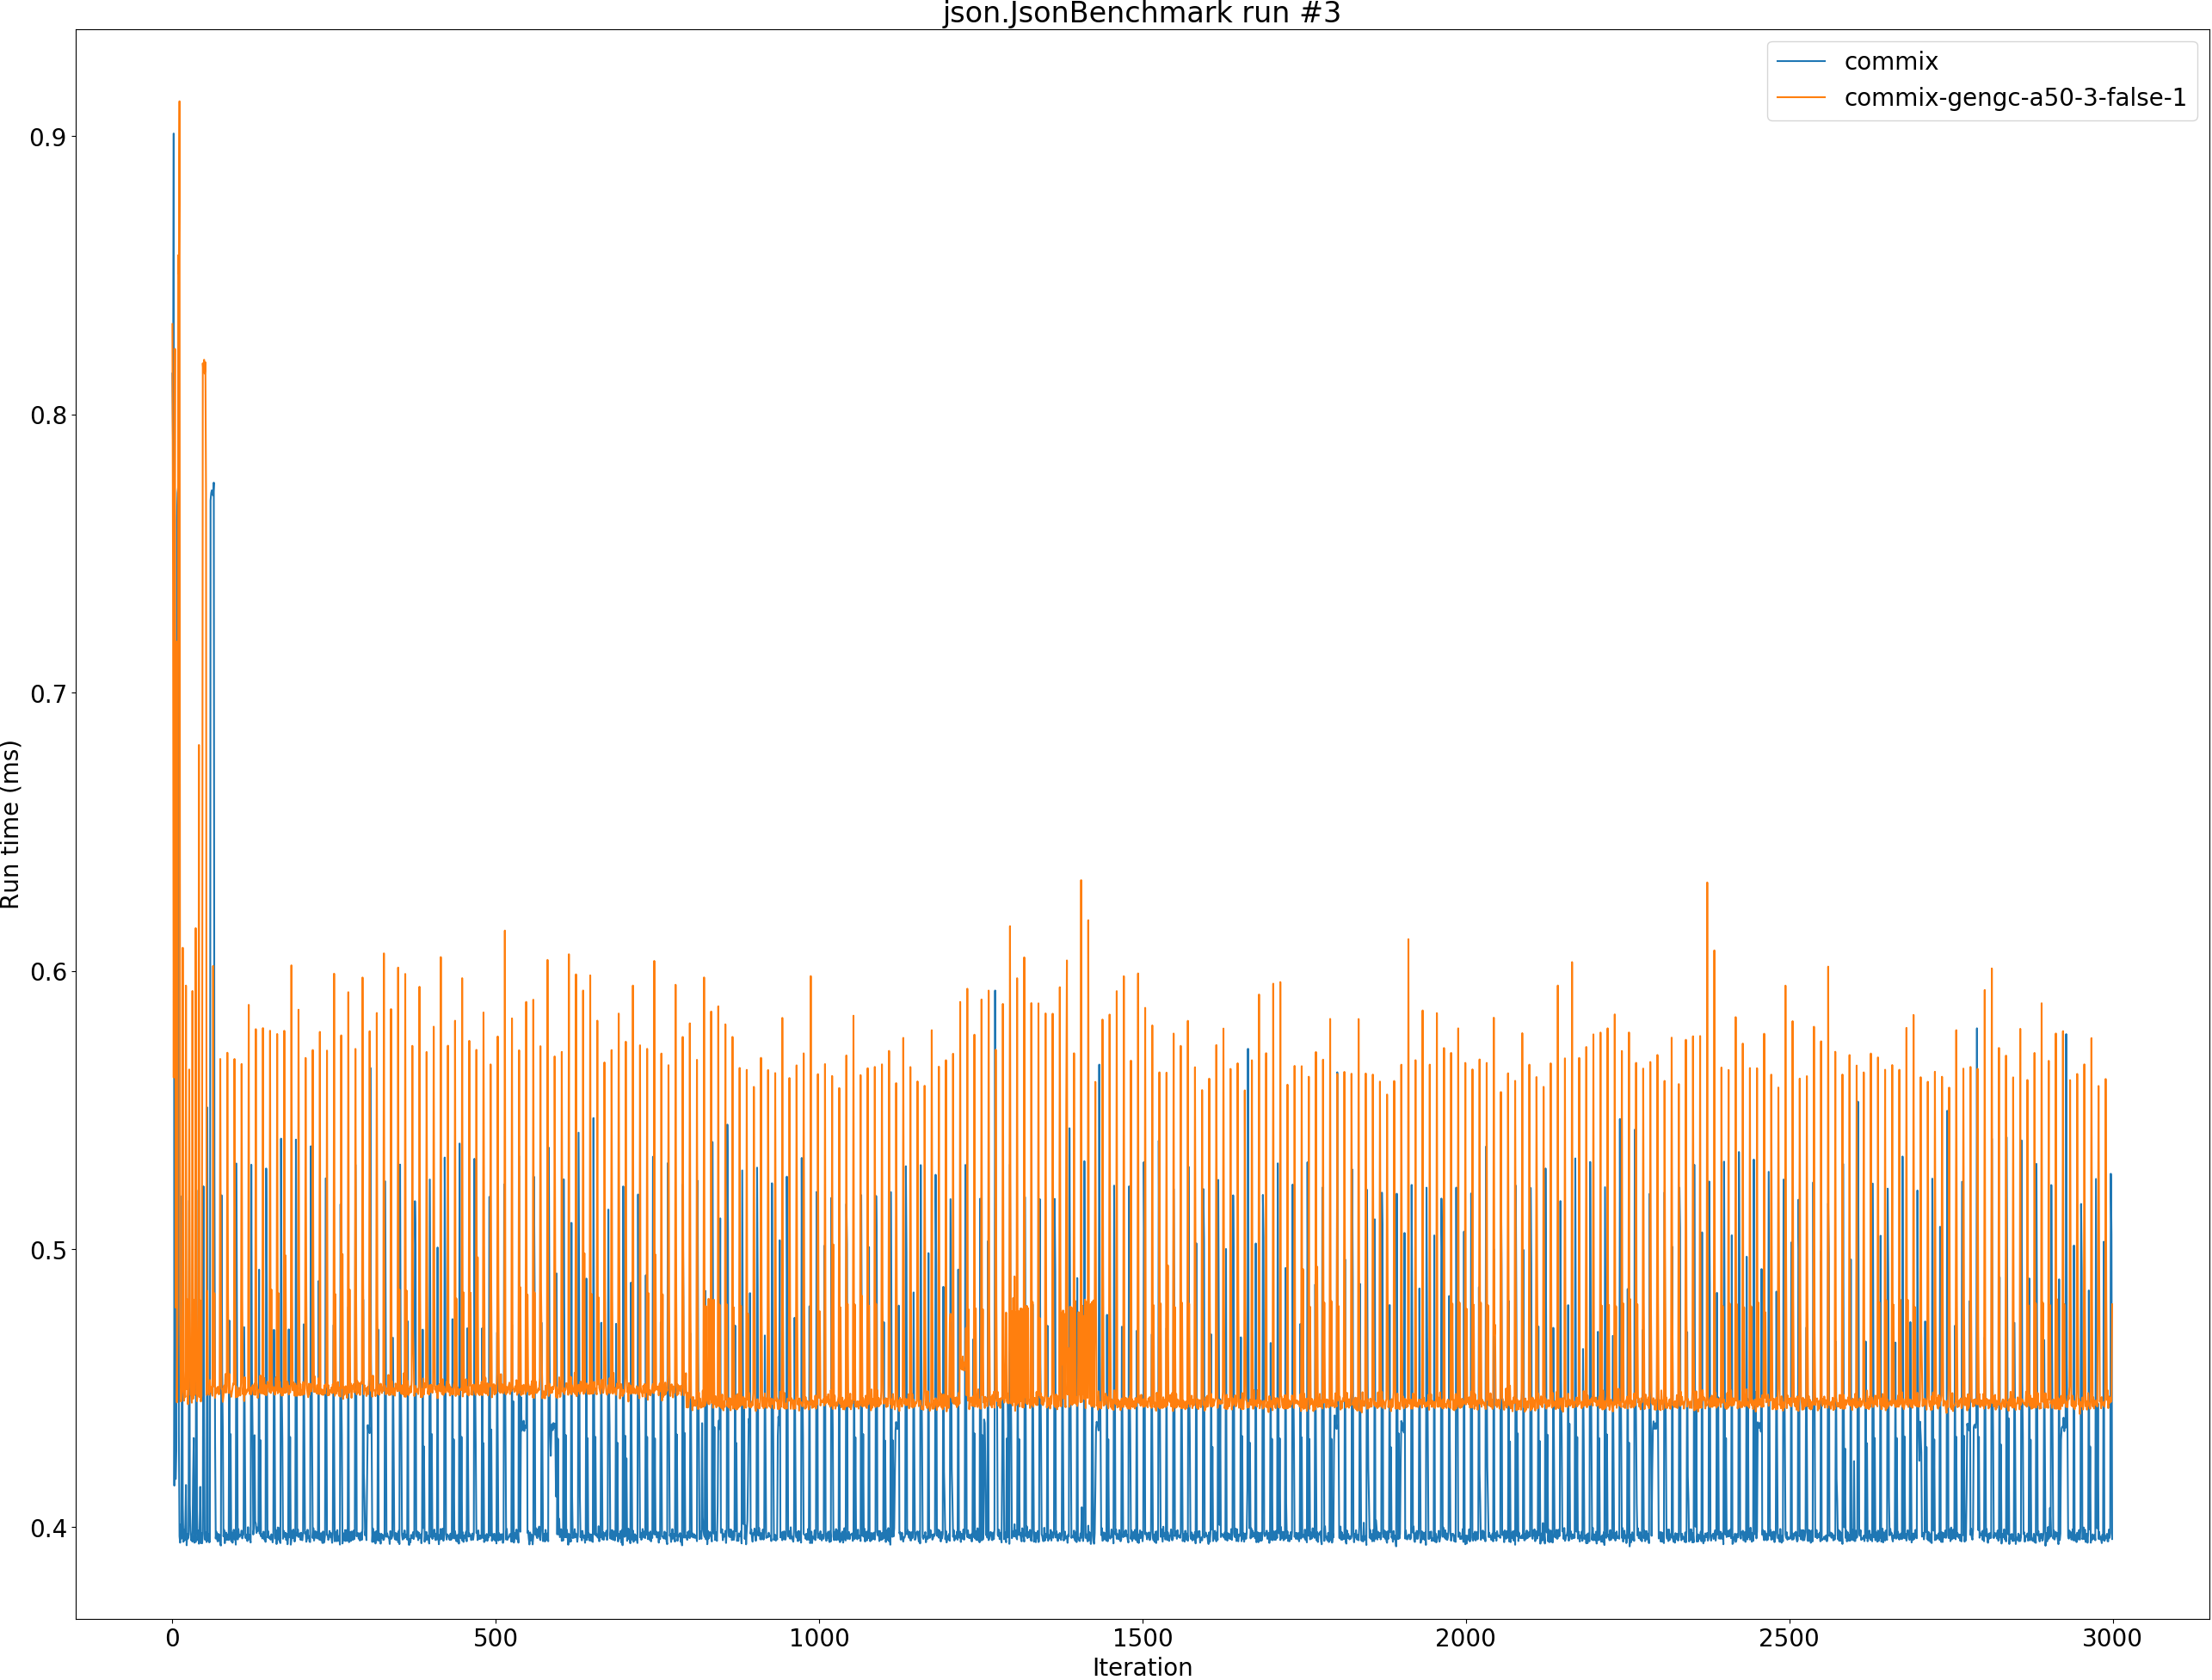 json.JsonBenchmark run #3
commix
commix-gengc-a50-3-false-1
Run time (ms)
0.9
0.8
0.7
0.6
0.5
0.4
0
500
1000
1500
2000
2500
3000
Iteration